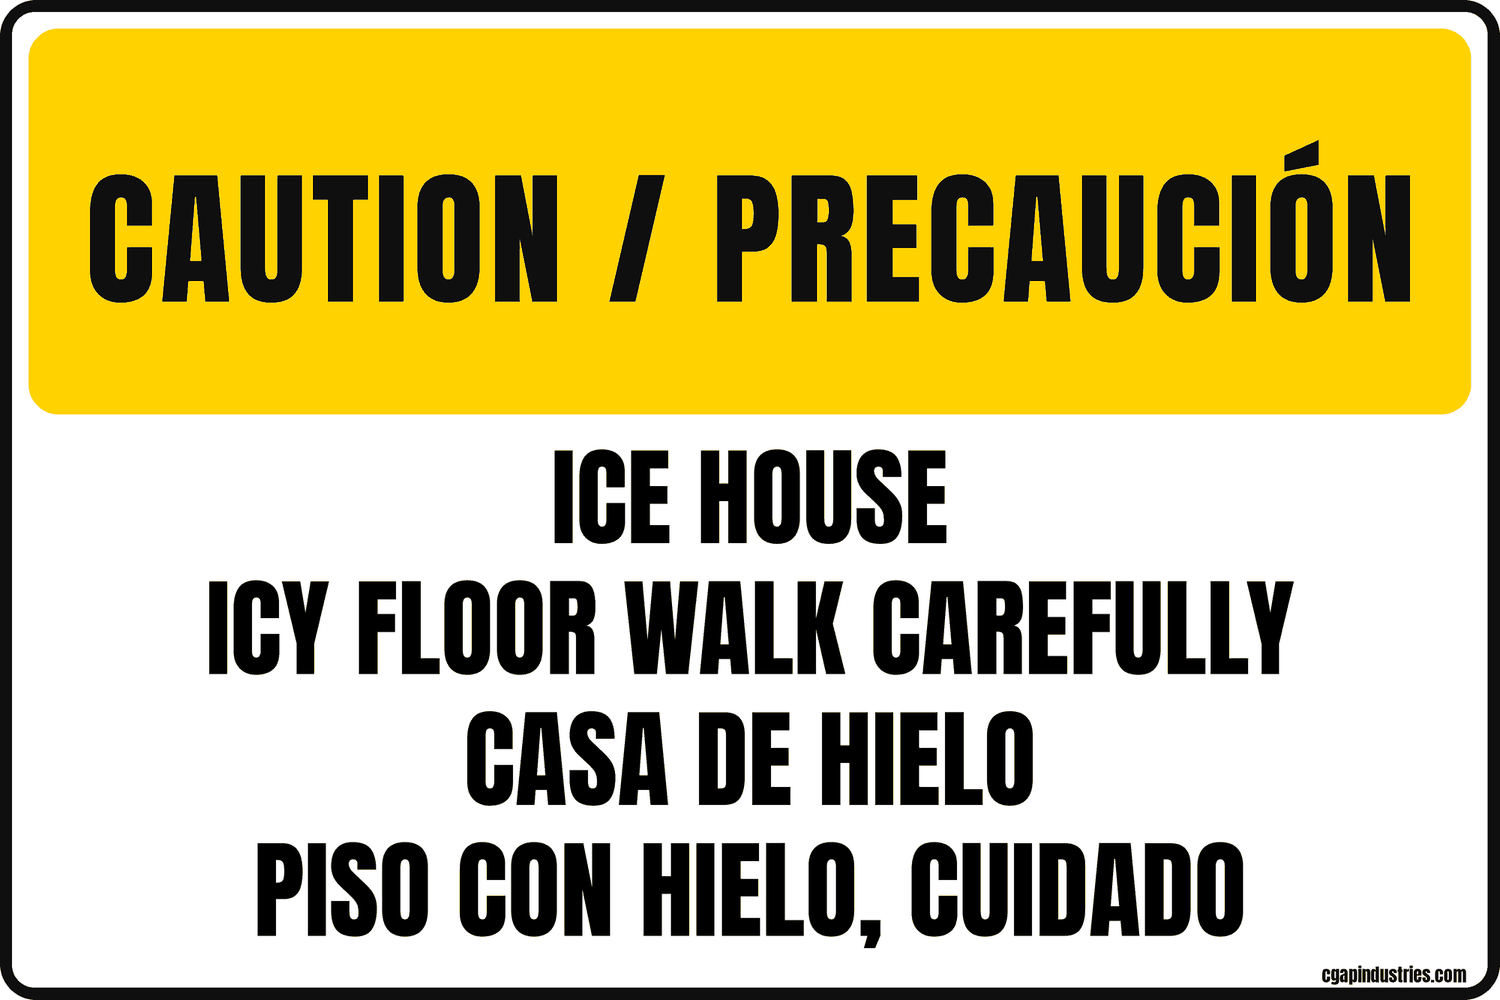 CAUTION / PRECAUCIÓN
ICE HOUSE
ICY FLOOR WALK CAREFULLY
CASA DE HIELO
PISO CON HIELO, CUIDADO
cgapindustries.com